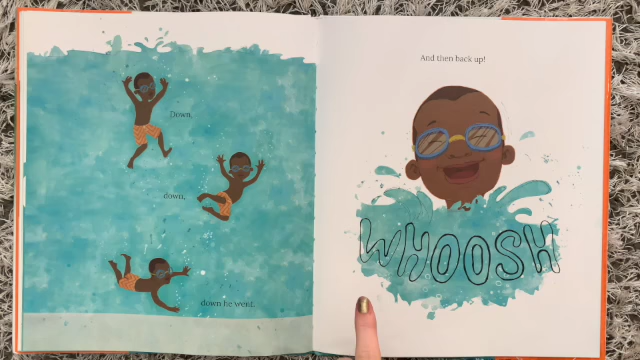 Down,
down,
down he went.
And then back up!
WHOOSH